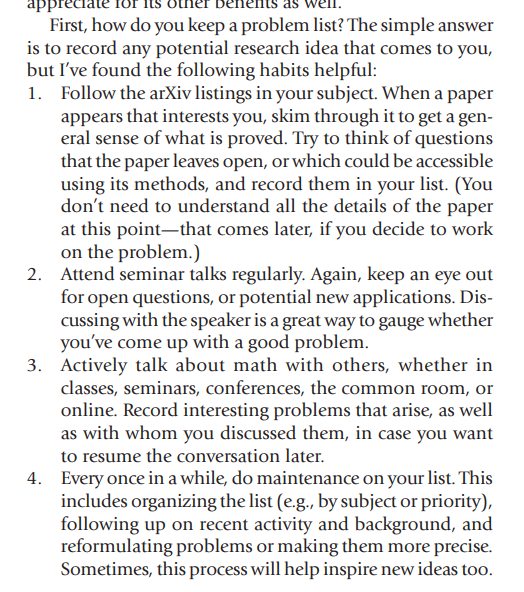 appreciate for its other benefits as well.
First, how do you keep a problem list? The simple answer
is to record any potential research idea that comes to you,
but I've found the following habits helpful:
1. Follow the arXiv listings in your subject. When a paper
appears that interests you, skim through it to get a gen-
eral sense of what is proved. Try to think of questions
that the paper leaves open, or which could be accessible
using its methods, and record them in your list. (You
don't need to understand all the details of the paper
at this point—that comes later, if you decide to work
on the problem.)
2. Attend seminar talks regularly. Again, keep an eye out
for open questions, or potential new applications. Dis-
cussing with the speaker is a great way to gauge whether
you've come up with a good problem.
3. Actively talk about math with others, whether in
classes, seminars, conferences, the common room, or
online. Record interesting problems that arise, as well
as with whom you discussed them, in case you want
to resume the conversation later.
4. Every once in a while, do maintenance on your list. This
includes organizing the list (e.g., by subject or priority),
following up on recent activity and background, and
reformulating problems or making them more precise.
Sometimes, this process will help inspire new ideas too.